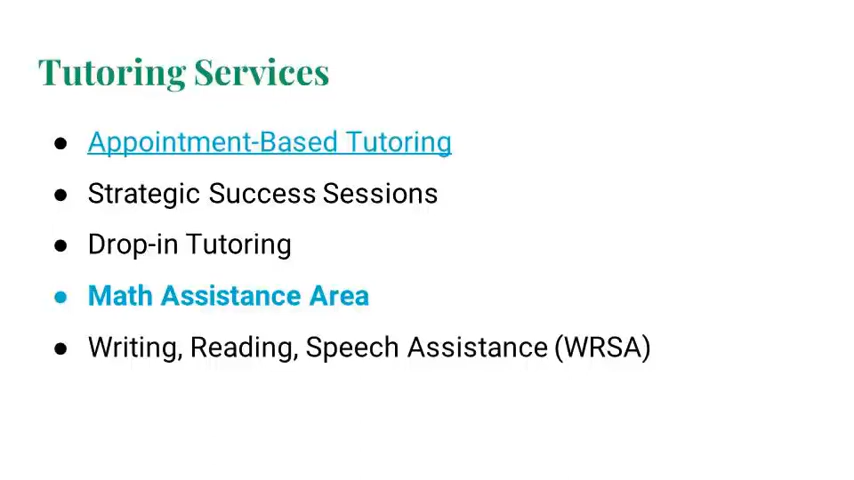 Tutoring Services
● Appointment-Based Tutoring
● Strategic Success Sessions
● Drop-in Tutoring
● Math Assistance Area
● Writing, Reading, Speech Assistance (WRSA)